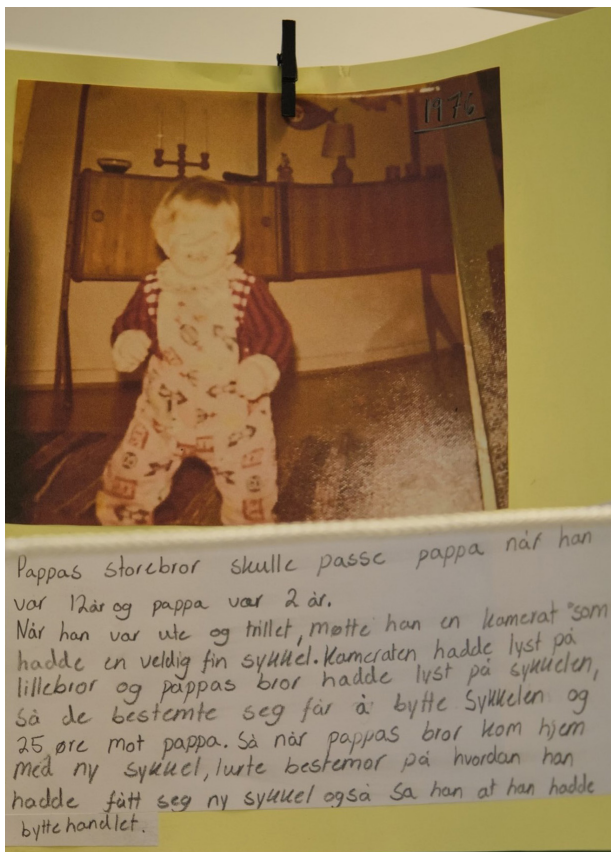 1976
Pappas storebror skulle passe pappa når han
var 12år og pappa var 2 år.
Når han var ute og trillet, møtte han en kamerat som
hadde en veldig fin sykkel. Kameraten hadde lyst på
lillebror og pappas bror hadde lyst på sykkelen,
så de bestemte seg får å bytte sykkelen og
25 øre mot pappa. Så når pappas bror kom hjem
med ny sykkel, lurte bestemor på hvordan han
hadde fått seg ny sykkel også sa han at han hadde
byttehandlet.